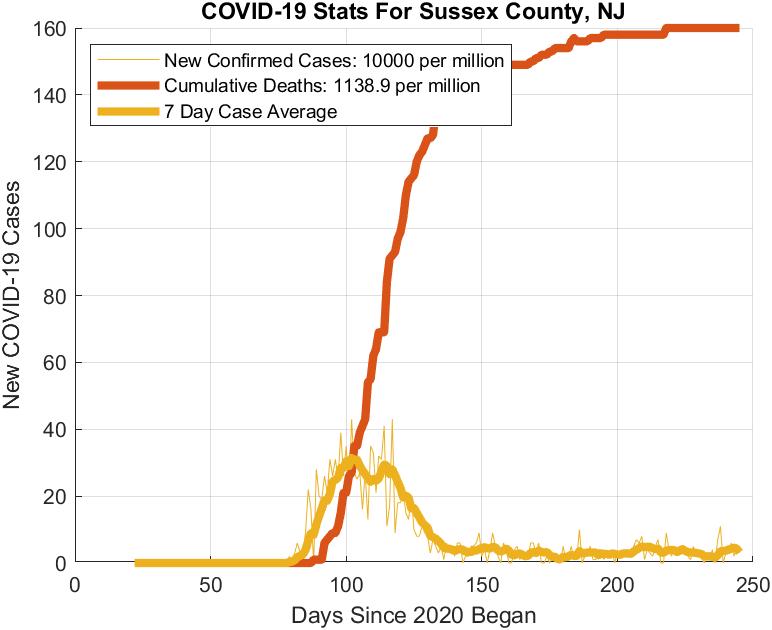 COVID-19 Stats For Sussex County, NJ
New Confirmed Cases: 10000 per million
Cumulative Deaths: 1138.9 per million
7 Day Case Average
New COVID-19 Cases
160
140
120
100
80
60
40
20
0
0 50 100 150 200 250
Days Since 2020 Began